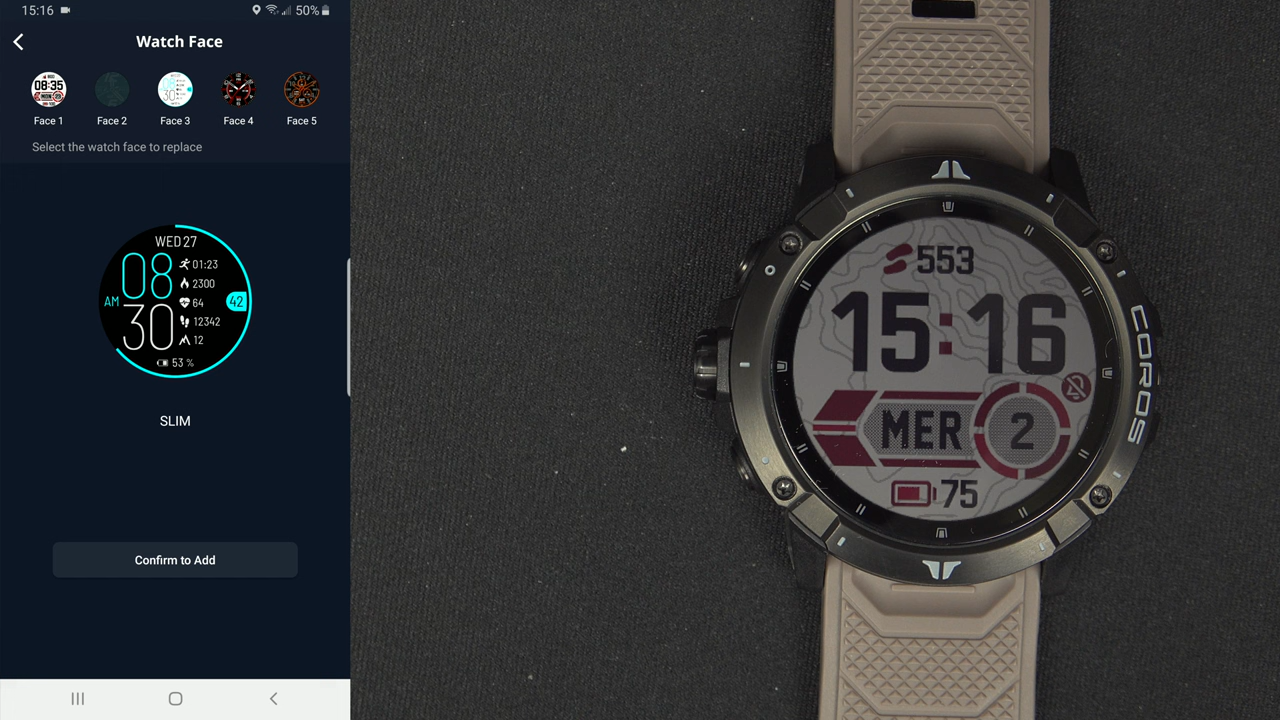 15:16 50%
Watch Face
08:35
MON 29
Face 1 Face 2 Face 3 Face 4 Face 5
Select the watch face to replace
WED 27
08
AM
30
01:23
2300
64
12342
12
42
53 %
SLIM
Confirm to Add
553
15:16
MER 2
75
COROS